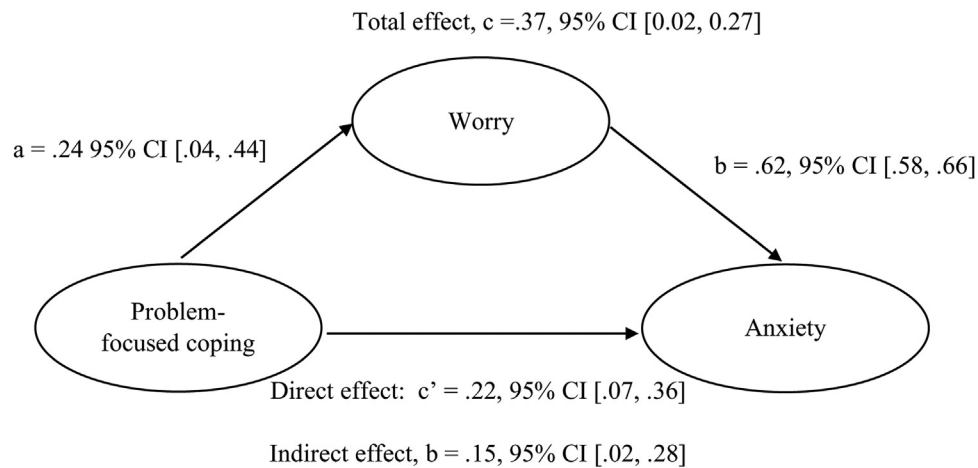 Total effect, c =.37, 95% CI [0.02, 0.27]
Worry
a = .24 95% CI [.04, .44]
b = .62, 95% CI [.58, .66]
Problem-
focused coping
Anxiety
Direct effect:  c’ = .22, 95% CI [.07, .36]
Indirect effect, b = .15, 95% CI [.02, .28]